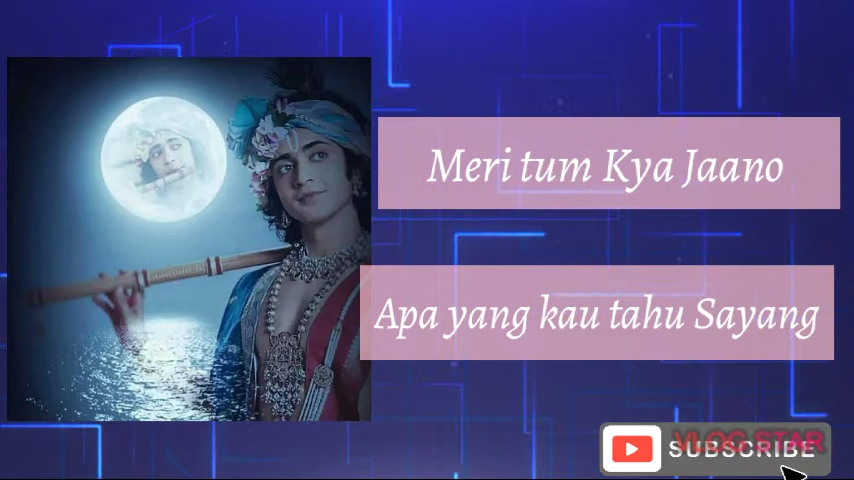 Meri tum Kya Jaano
Apa yang kau tahu Sayang
VLOG STAR
SUBSCRIBE